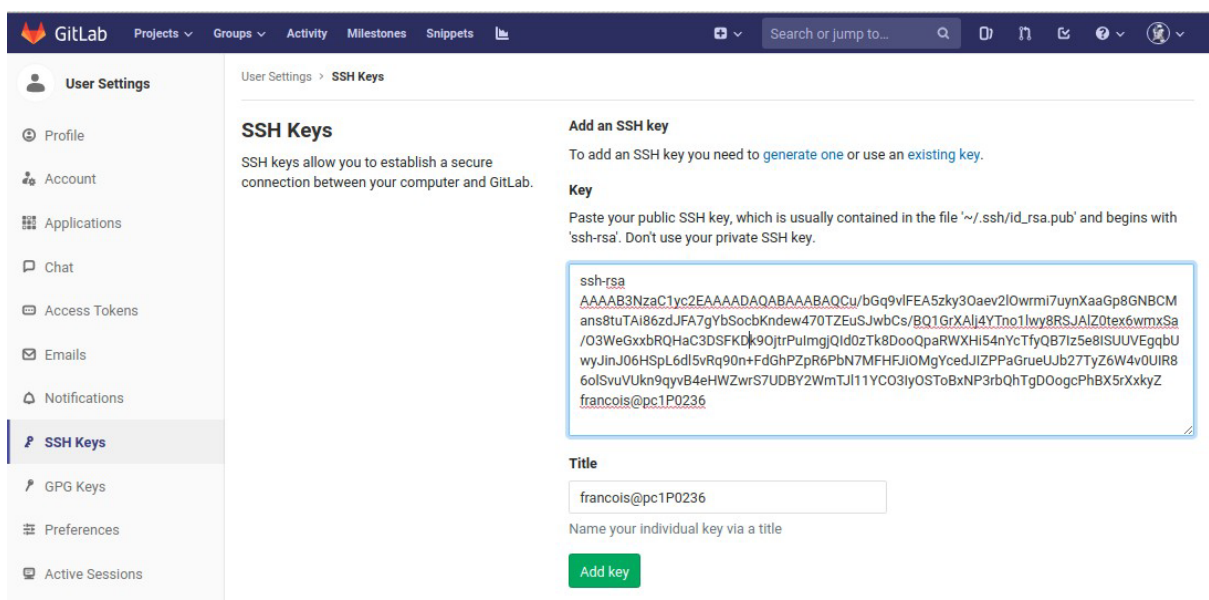 GitLab Projects Groups Activity Milestones Snippets Search or jump to...
User Settings
Profile
Account
Applications
Chat
Access Tokens
Emails
Notifications
SSH Keys
GPG Keys
Preferences
Active Sessions
User Settings > SSH Keys
SSH Keys
SSH keys allow you to establish a secure
connection between your computer and GitLab.
Add an SSH key
To add an SSH key you need to generate one or use an existing key.
Key
Paste your public SSH key, which is usually contained in the file '~/.ssh/id_rsa.pub' and begins with
'ssh-rsa'. Don't use your private SSH key.
ssh-rsa
AAAAB3NzaC1yc2EAAAADAQABAAABAQCu/bGq9vlFEA5zky3Oaev2lOwrmi7uynXaaGp8GNBCM
ans8tuTAi86zdJFA7gYbSocbKndew470TZEuSJwbCs/BQ1GrXAlj4YTno1lwy8RSJAlZ0tex6wmxSa
/O3WeGxxbRQHaC3DSFKDk9OjtrPuImgjQId0zTk8DooQpaRWXHi54nYcTfyQB7Iz5e8ISUUVEgqbU
wyJinJ06HSpL6dl5vRq90n+FdGhPZpR6PbN7MFHFJiOMgYcedJIZPPaGrueUJb27TyZ6W4v0UIR8
6olSvuVUkn9qyvB4eHWZwrS7UDBY2WmTJl11YCO3IyOSToBxNP3rbQhTgDOogcPhBX5rXxkyZ
francois@pc1P0236
Title
francois@pc1P0236
Name your individual key via a title
Add key